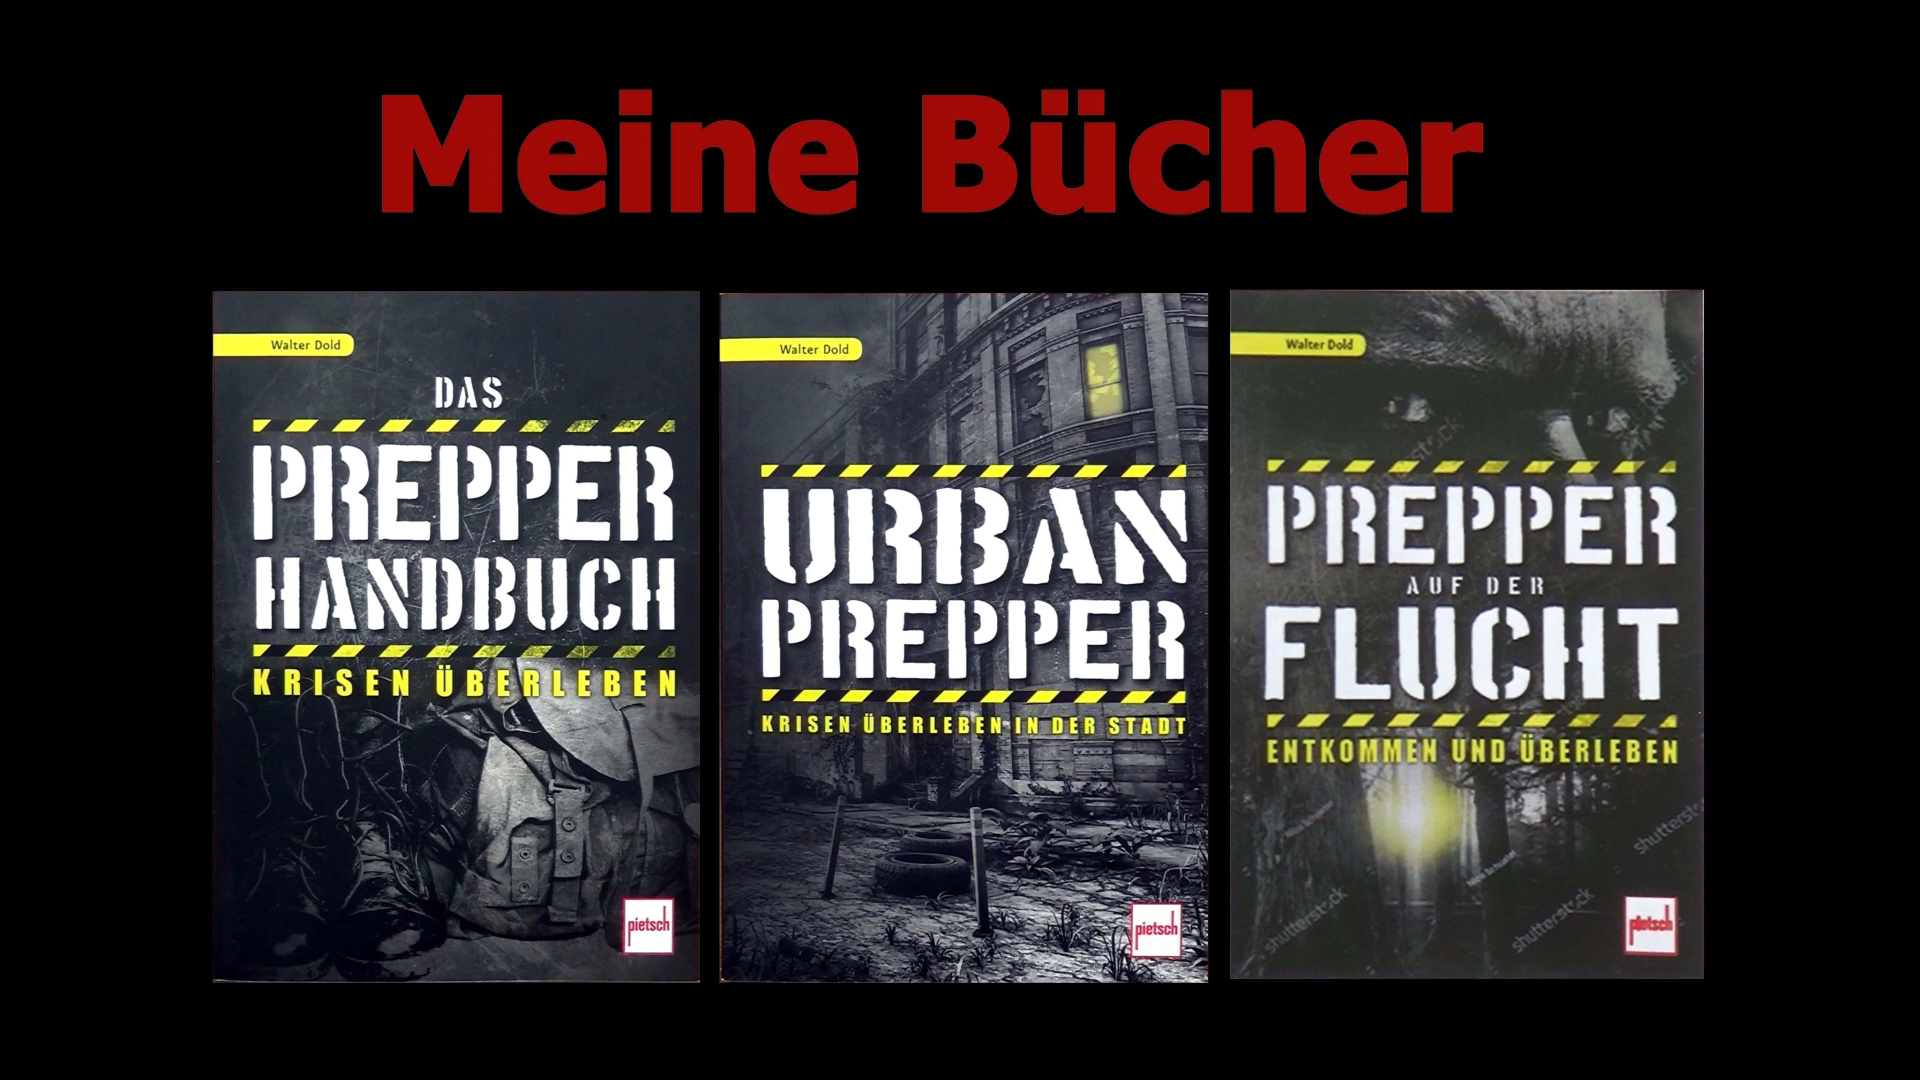 Meine Bücher
Walter Dold
DAS
PREPPER
HANDBUCH
KRISEN ÜBERLEBEN
pietsch
Walter Dold
URBAN
PREPPER
KRISEN ÜBERLEBEN IN DER STADT
pietsch
Walter Dold
PREPPER
AUF DER
FLUCHT
ENTKOMMEN UND ÜBERLEBEN
shutterstock
shutterstock
shutterstock
pietsch